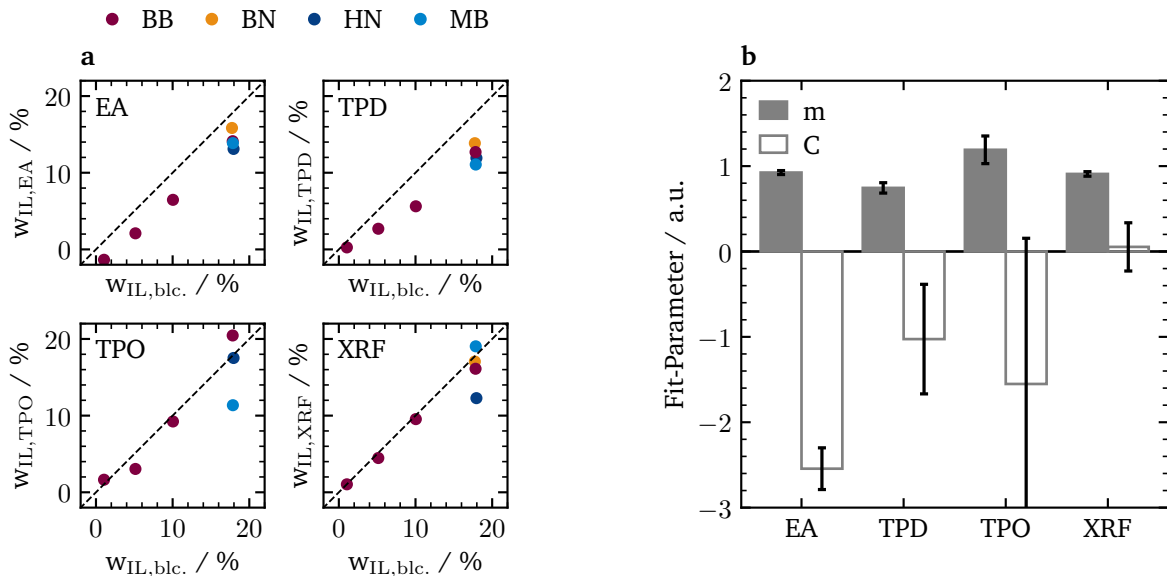 BB BN HN MB
a
20
10
0
w_IL,EA / %
EA
w_IL,blc. / %
w_IL,TPD / %
TPD
w_IL,blc. / %
20
10
0
w_IL,TPO / %
TPO
0 10 20
w_IL,blc. / %
w_IL,XRF / %
XRF
0 10 20
w_IL,blc. / %
b
2
1
0
−1
−2
−3
Fit-Parameter / a.u.
m
C
EA TPD TPO XRF